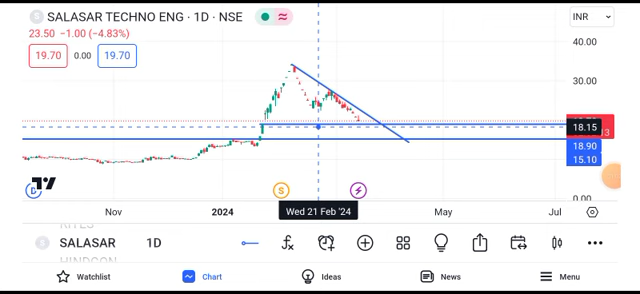 S SALASAR TECHNO ENG · 1D · NSE
INR
23.50 −1.00 (−4.83%)
19.70 0.00 19.70
40.00
30.00
18.15
18.90
15.10
0.00
D
S
Nov 2024 Wed 21 Feb '24 May Jul
S SALASAR 1D
Watchlist Chart Ideas News Menu